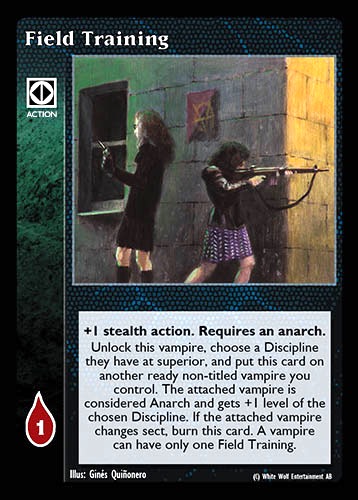 Field Training
ACTION
+1 stealth action. Requires an anarch.
Unlock this vampire, choose a Discipline
they have at superior, and put this card on
another ready non-titled vampire you
control. The attached vampire is
considered Anarch and gets +1 level of the
chosen Discipline. If the attached vampire
changes sect, burn this card. A vampire
can have only one Field Training.
1
Illus: Ginés Quiñonero
(C) White Wolf Entertainment AB